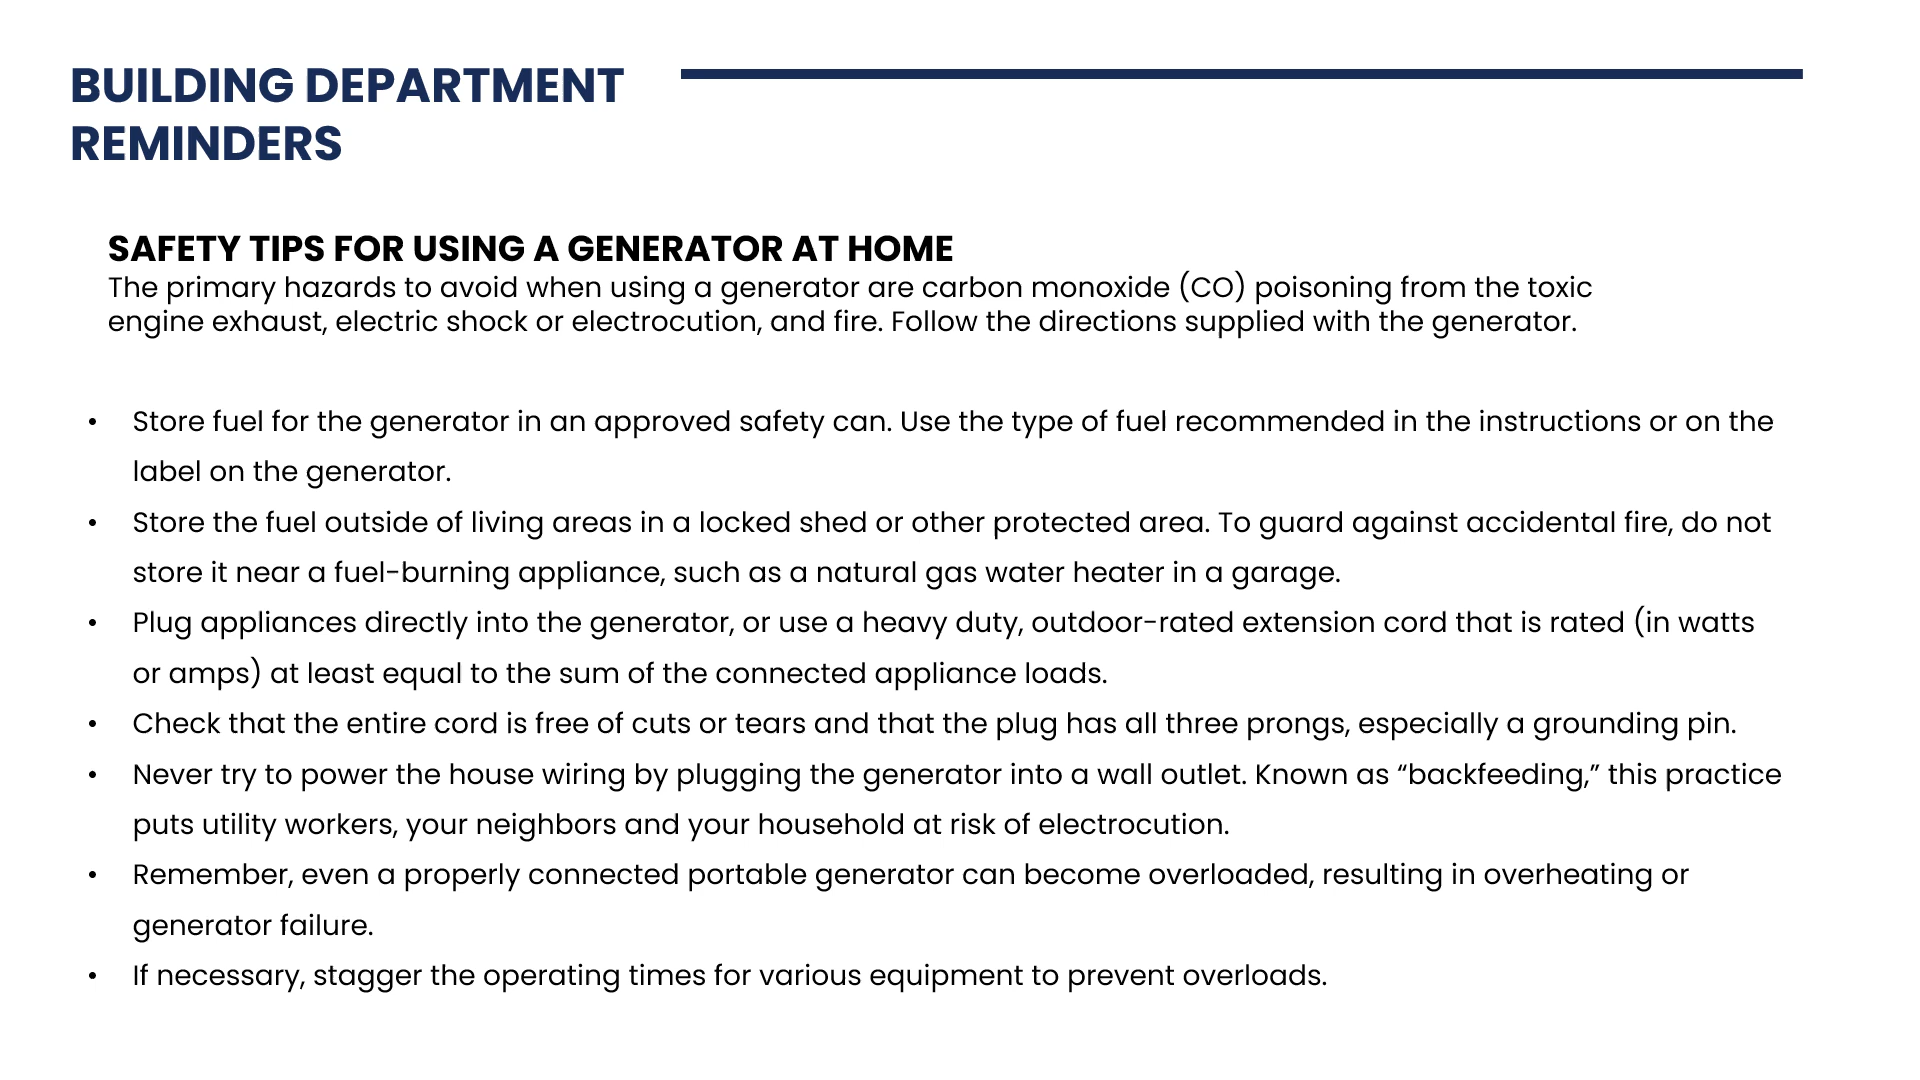 BUILDING DEPARTMENT
REMINDERS
SAFETY TIPS FOR USING A GENERATOR AT HOME
The primary hazards to avoid when using a generator are carbon monoxide (CO) poisoning from the toxic
engine exhaust, electric shock or electrocution, and fire. Follow the directions supplied with the generator.
• Store fuel for the generator in an approved safety can. Use the type of fuel recommended in the instructions or on the
label on the generator.
• Store the fuel outside of living areas in a locked shed or other protected area. To guard against accidental fire, do not
store it near a fuel-burning appliance, such as a natural gas water heater in a garage.
• Plug appliances directly into the generator, or use a heavy duty, outdoor-rated extension cord that is rated (in watts
or amps) at least equal to the sum of the connected appliance loads.
• Check that the entire cord is free of cuts or tears and that the plug has all three prongs, especially a grounding pin.
• Never try to power the house wiring by plugging the generator into a wall outlet. Known as “backfeeding,” this practice
puts utility workers, your neighbors and your household at risk of electrocution.
• Remember, even a properly connected portable generator can become overloaded, resulting in overheating or
generator failure.
• If necessary, stagger the operating times for various equipment to prevent overloads.